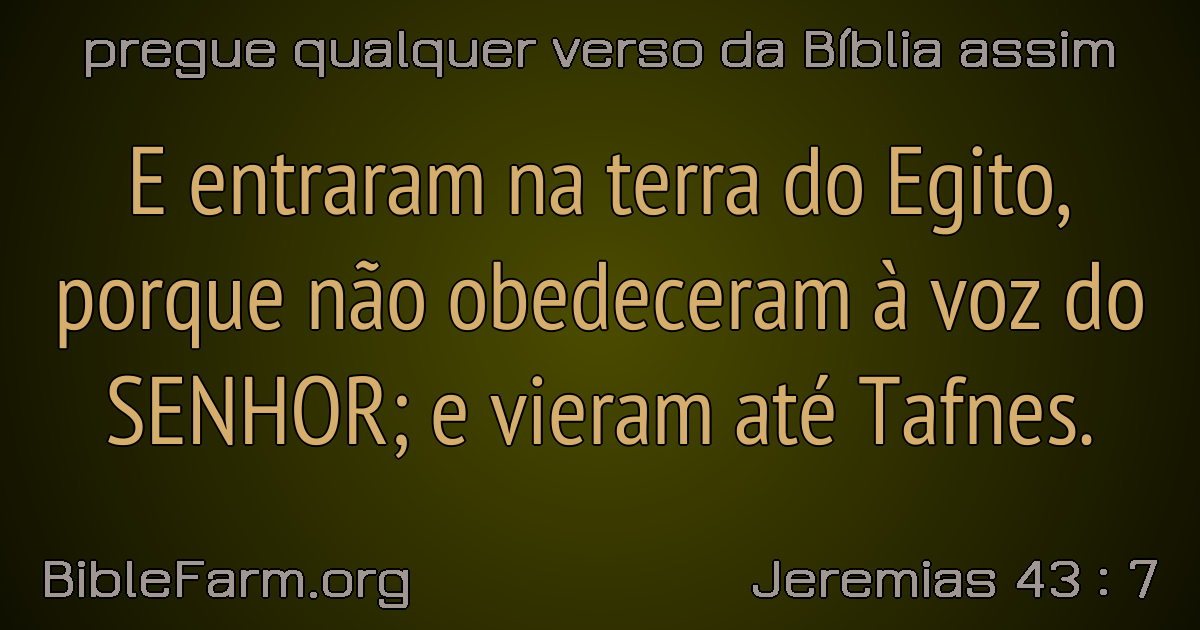 pregue qualquer verso da Bíblia assim
E entraram na terra do Egito,
porque não obedeceram à voz do
SENHOR; e vieram até Tafnes.
BibleFarm.org
Jeremias 43 : 7